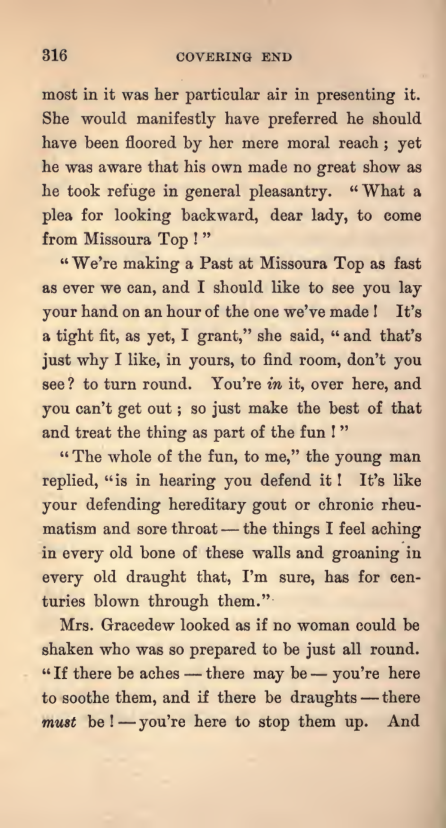 316 COVERING END
most in it was her particular air in presenting it.
She would manifestly have preferred he should
have been floored by her mere moral reach ; yet
he was aware that his own made no great show as
he took refuge in general pleasantry. “ What a
plea for looking backward, dear lady, to come
from Missoura Top ! ”
“ We're making a Past at Missoura Top as fast
as ever we can, and I should like to see you lay
your hand on an hour of the one we've made ! It's
a tight fit, as yet, I grant,” she said, “ and that's
just why I like, in yours, to find room, don't you
see ? to turn round. You're in it, over here, and
you can't get out ; so just make the best of that
and treat the thing as part of the fun ! ”
“ The whole of the fun, to me,” the young man
replied, “is in hearing you defend it ! It's like
your defending hereditary gout or chronic rheu-
matism and sore throat — the things I feel aching
in every old bone of these walls and groaning in
every old draught that, I'm sure, has for cen-
turies blown through them.”
Mrs. Gracedew looked as if no woman could be
shaken who was so prepared to be just all round.
“ If there be aches — there may be — you're here
to soothe them, and if there be draughts — there
must be ! — you're here to stop them up. And